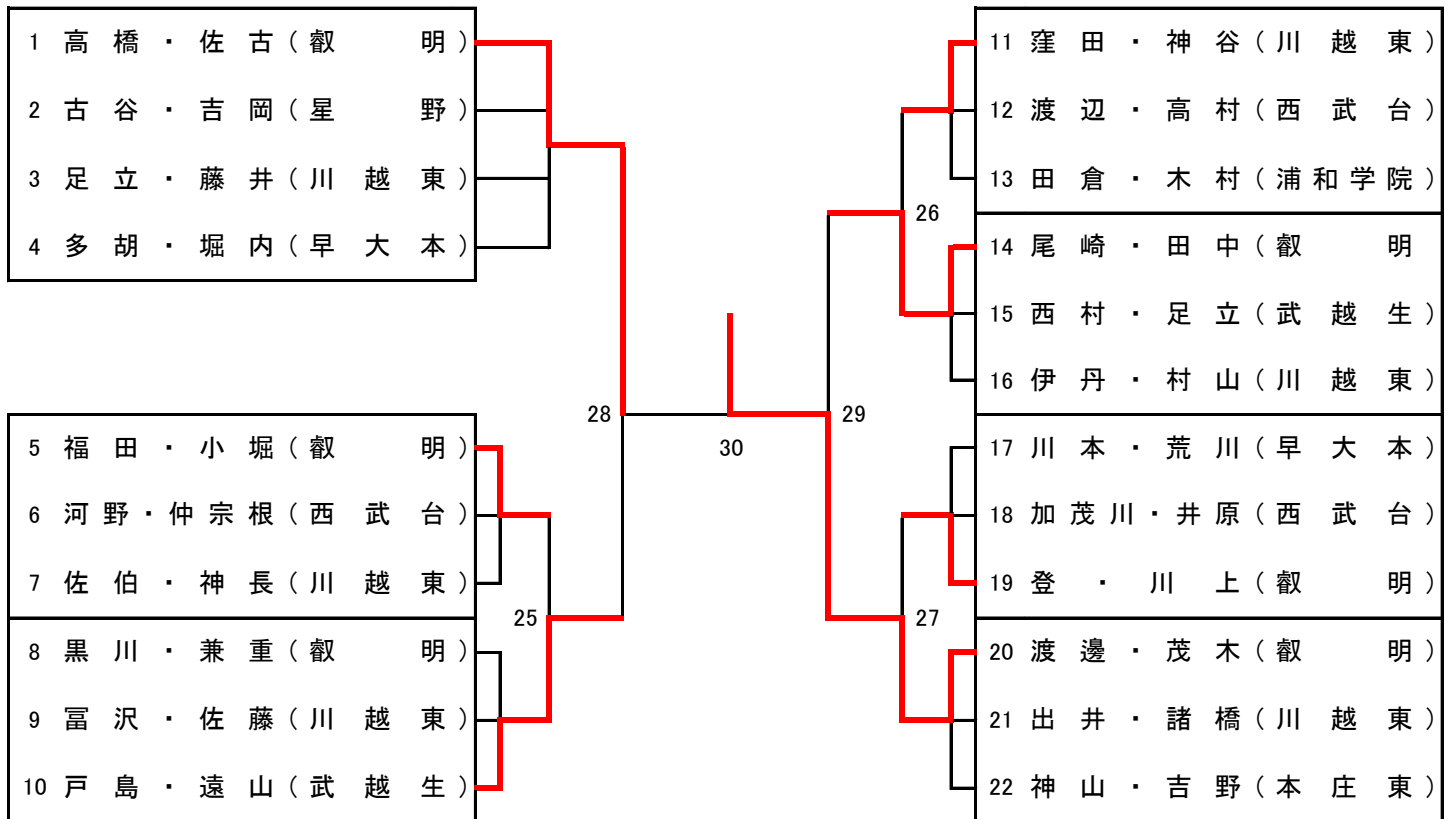 1 高橋・佐古(叡明)
2 古谷・吉岡(星野)
3 足立・藤井(川越東)
4 多胡・堀内(早大本)
5 福田・小堀(叡明)
6 河野・仲宗根(西武台)
7 佐伯・神長(川越東)
8 黒川・兼重(叡明)
9 冨沢・佐藤(川越東)
10 戸島・遠山(武越生)
25
28
30
29
26
27
11 窪田・神谷(川越東)
12 渡辺・高村(西武台)
13 田倉・木村(浦和学院)
14 尾崎・田中(叡明
15 西村・足立(武越生)
16 伊丹・村山(川越東)
17 川本・荒川(早大本)
18 加茂川・井原(西武台)
19 登・川上(叡明)
20 渡邊・茂木(叡明)
21 出井・諸橋(川越東)
22 神山・吉野(本庄東)